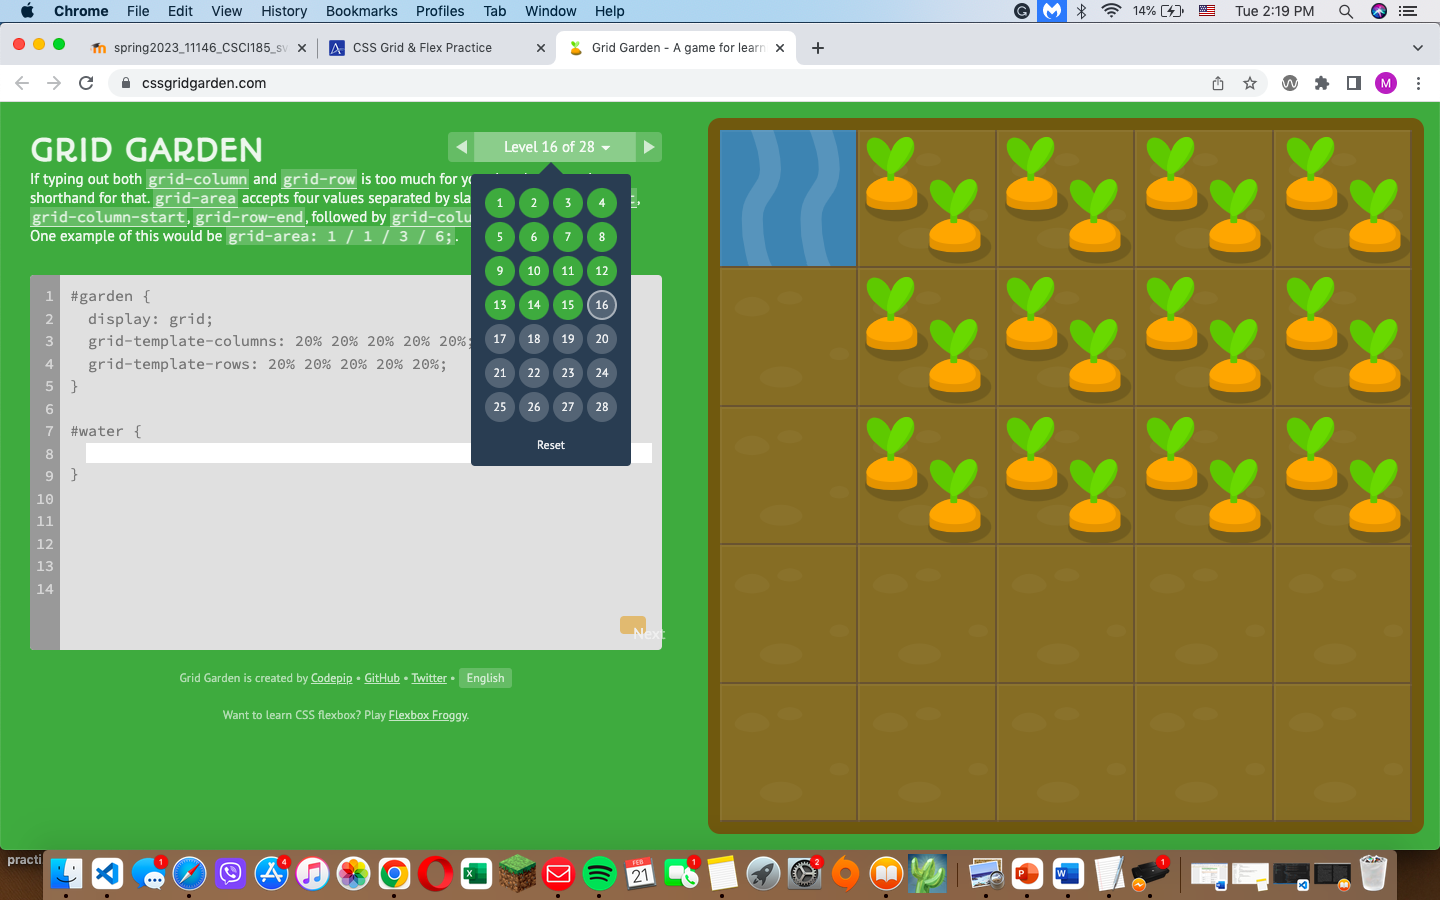 Chrome File Edit View History Bookmarks Profiles Tab Window Help 14% Tue 2:19 PM
spring2023_11146_CSCI185_sw
CSS Grid & Flex Practice
Grid Garden - A game for learn
cssgridgarden.com
M
GRID GARDEN
Level 16 of 28
If typing out both grid-column and grid-row is too much for yo
shorthand for that. grid-area accepts four values separated by sla
grid-column-start, grid-row-end, followed by grid-colu
One example of this would be grid-area: 1 / 1 / 3 / 6;.
1 2 3 4
5 6 7 8
9 10 11 12
13 14 15 16
17 18 19 20
21 22 23 24
25 26 27 28
Reset
1 #garden {
2 display: grid;
3 grid-template-columns: 20% 20% 20% 20% 20%;
4 grid-template-rows: 20% 20% 20% 20% 20%;
5 }
6
7 #water {
8
9 }
10
11
12
13
14
Next
Grid Garden is created by Codepip • GitHub • Twitter • English
Want to learn CSS flexbox? Play Flexbox Froggy.
practi
1
4
FEB
21
1
2
1